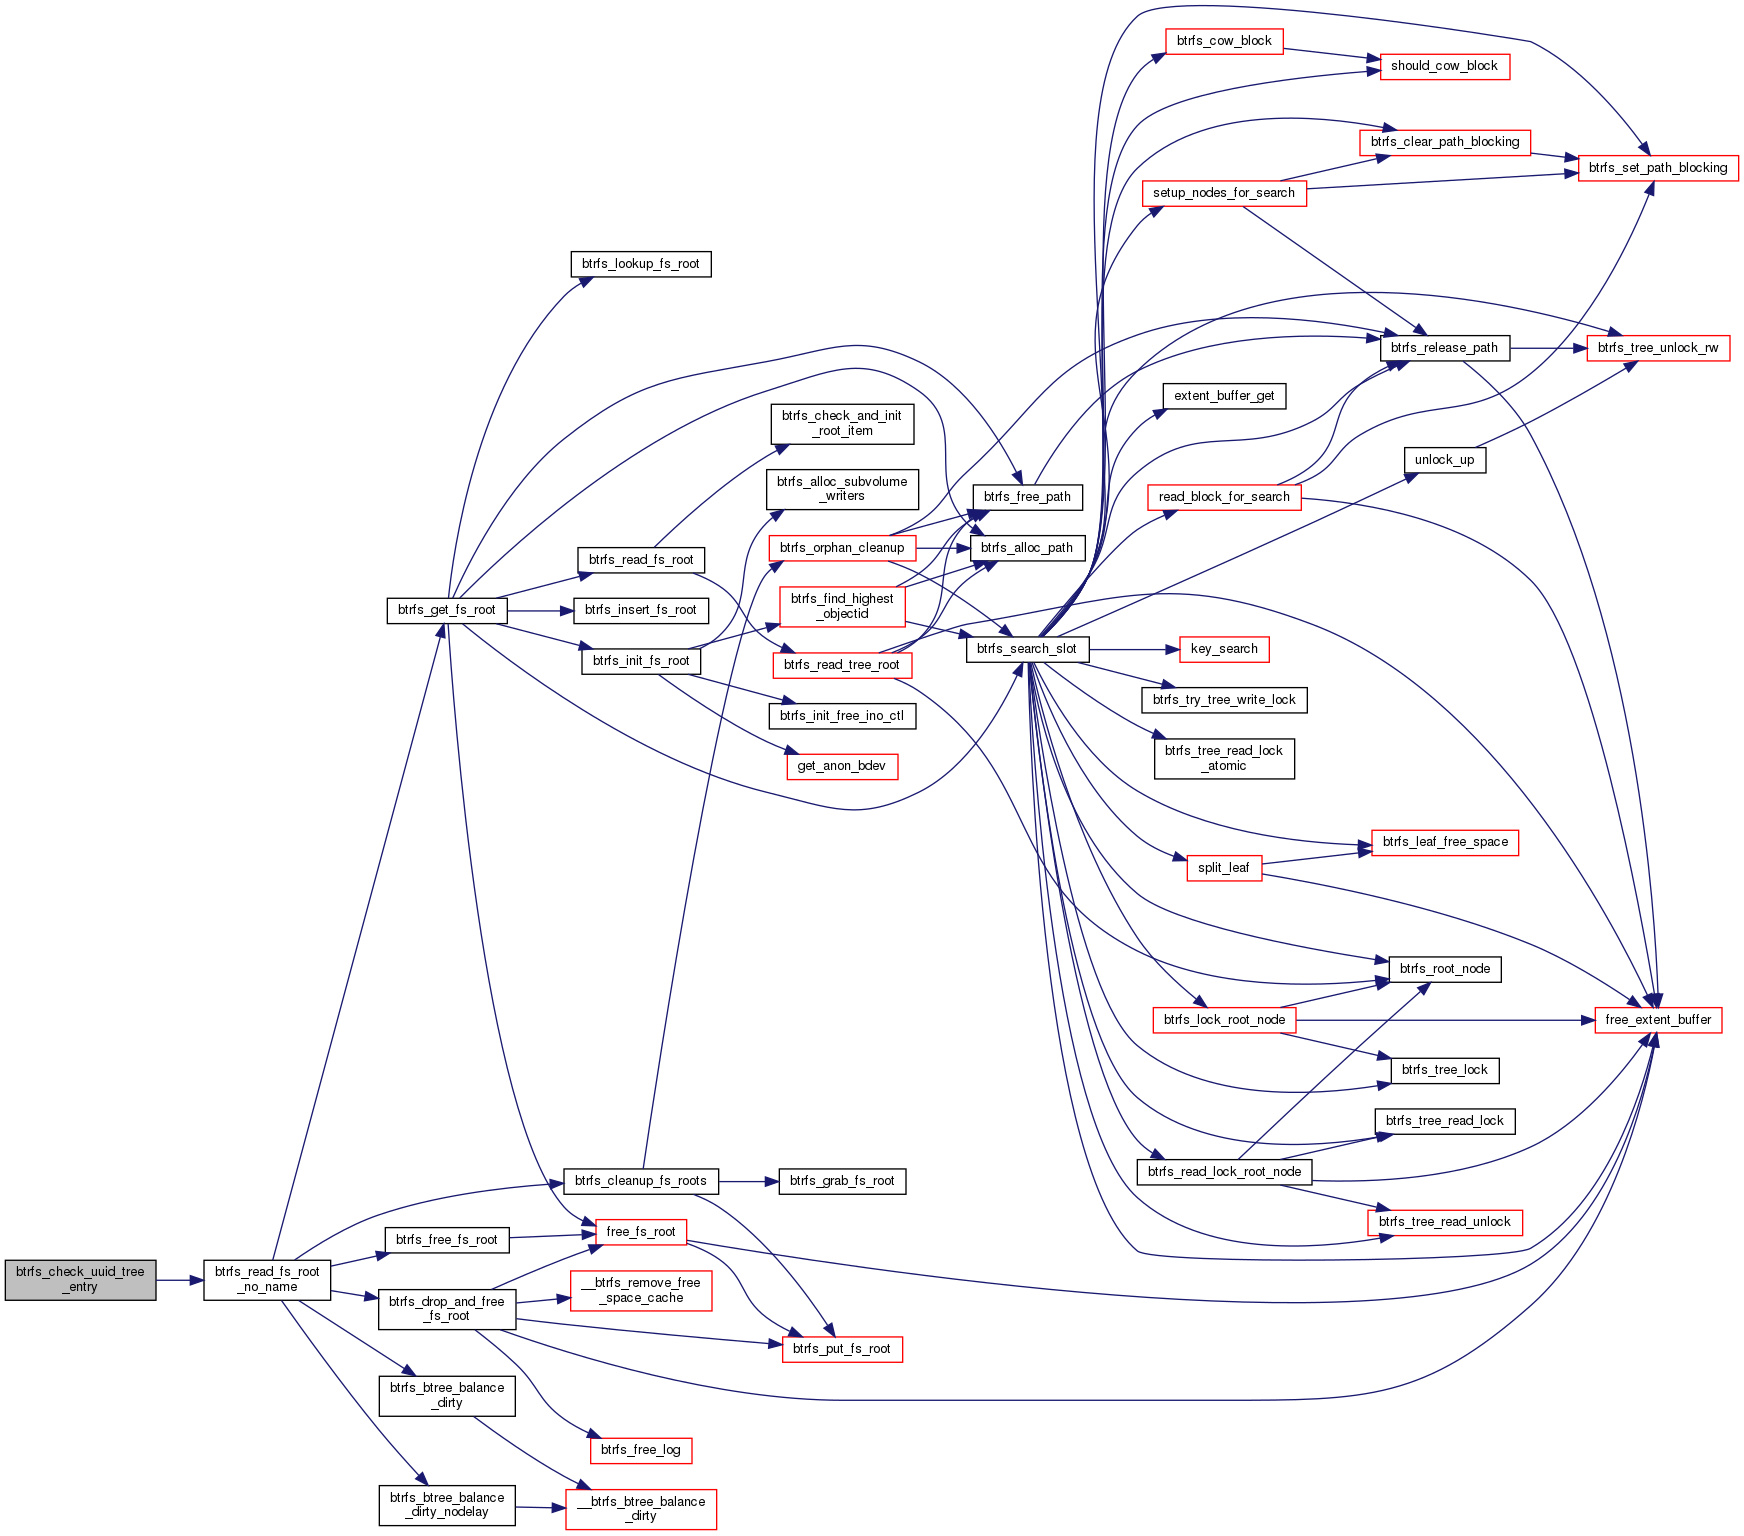 btrfs_cow_block
should_cow_block
btrfs_clear_path_blocking
btrfs_set_path_blocking
setup_nodes_for_search
btrfs_lookup_fs_root
btrfs_release_path
btrfs_tree_unlock_rw
extent_buffer_get
btrfs_check_and_init
_root_item
unlock_up
btrfs_alloc_subvolume
_writers
btrfs_free_path
read_block_for_search
btrfs_orphan_cleanup
btrfs_alloc_path
btrfs_read_fs_root
btrfs_find_highest
_objectid
btrfs_get_fs_root
btrfs_insert_fs_root
btrfs_init_fs_root
btrfs_read_tree_root
btrfs_search_slot
key_search
btrfs_try_tree_write_lock
btrfs_init_free_ino_ctl
btrfs_tree_read_lock
_atomic
get_anon_bdev
btrfs_leaf_free_space
split_leaf
btrfs_root_node
btrfs_lock_root_node
free_extent_buffer
btrfs_tree_lock
btrfs_tree_read_lock
btrfs_read_lock_root_node
btrfs_cleanup_fs_roots
btrfs_grab_fs_root
btrfs_tree_read_unlock
free_fs_root
btrfs_free_fs_root
btrfs_check_uuid_tree
_entry
btrfs_read_fs_root
_no_name
__btrfs_remove_free
_space_cache
btrfs_drop_and_free
_fs_root
btrfs_put_fs_root
btrfs_btree_balance
_dirty
btrfs_free_log
btrfs_btree_balance
_dirty_nodelay
__btrfs_btree_balance
_dirty